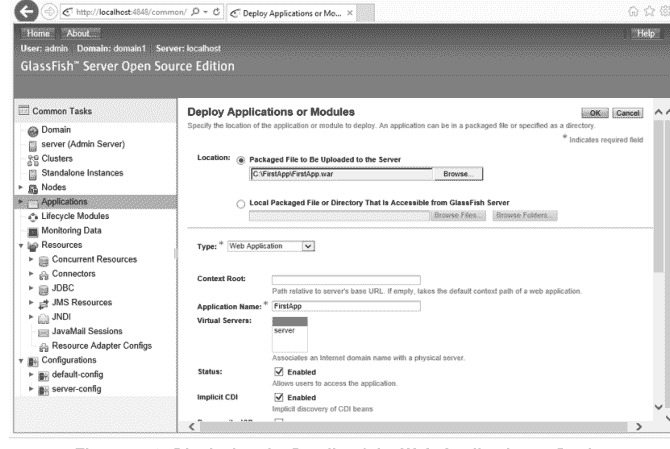 http://localhost:4848/common/
Deploy Applications or Mo...
Home About...
Help
User: admin Domain: domain1 Server: localhost
GlassFish™ Server Open Source Edition
Common Tasks
Domain
server (Admin Server)
Clusters
Standalone Instances
Nodes
Applications
Lifecycle Modules
Monitoring Data
Resources
Concurrent Resources
Connectors
JDBC
JMS Resources
JNDI
JavaMail Sessions
Resource Adapter Configs
Configurations
default-config
server-config
Deploy Applications or Modules
OK Cancel
Specify the location of the application or module to deploy. An application can be in a packaged file or specified as a directory.
* Indicates required field
Location: Packaged File to Be Uploaded to the Server
C:\FirstApp\FirstApp.war Browse...
Local Packaged File or Directory That Is Accessible from GlassFish Server
Browse Files... Browse Folders...
Type: * Web Application
Context Root:
Path relative to server's base URL. If empty, takes the default context path of a web application.
Application Name: * FirstApp
Virtual Servers:
server
Associates an Internet domain name with a physical server.
Status: Enabled
Allows users to access the application.
Implicit CDI Enabled
Implicit discovery of CDI beans